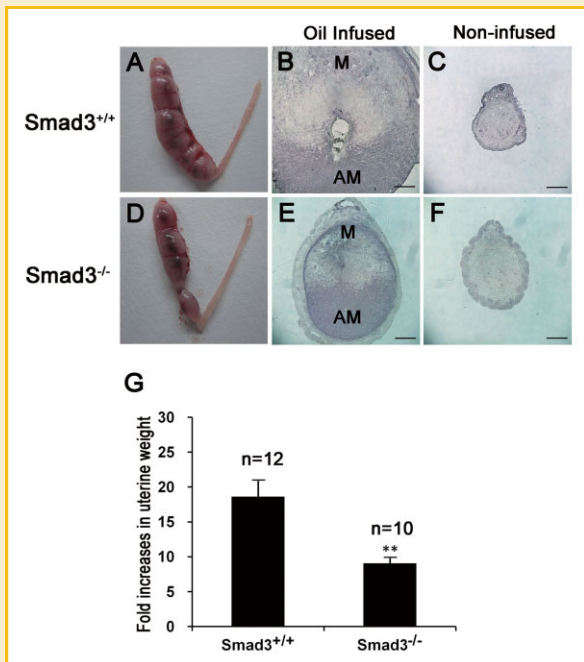 Oil Infused Non-infused
A B M AM C
Smad3+/+
D E M AM F
Smad3-/-
G
Fold increases in uterine weight
30
25
20
15
10
5
0
n=12
n=10
**
Smad3+/+ Smad3-/-